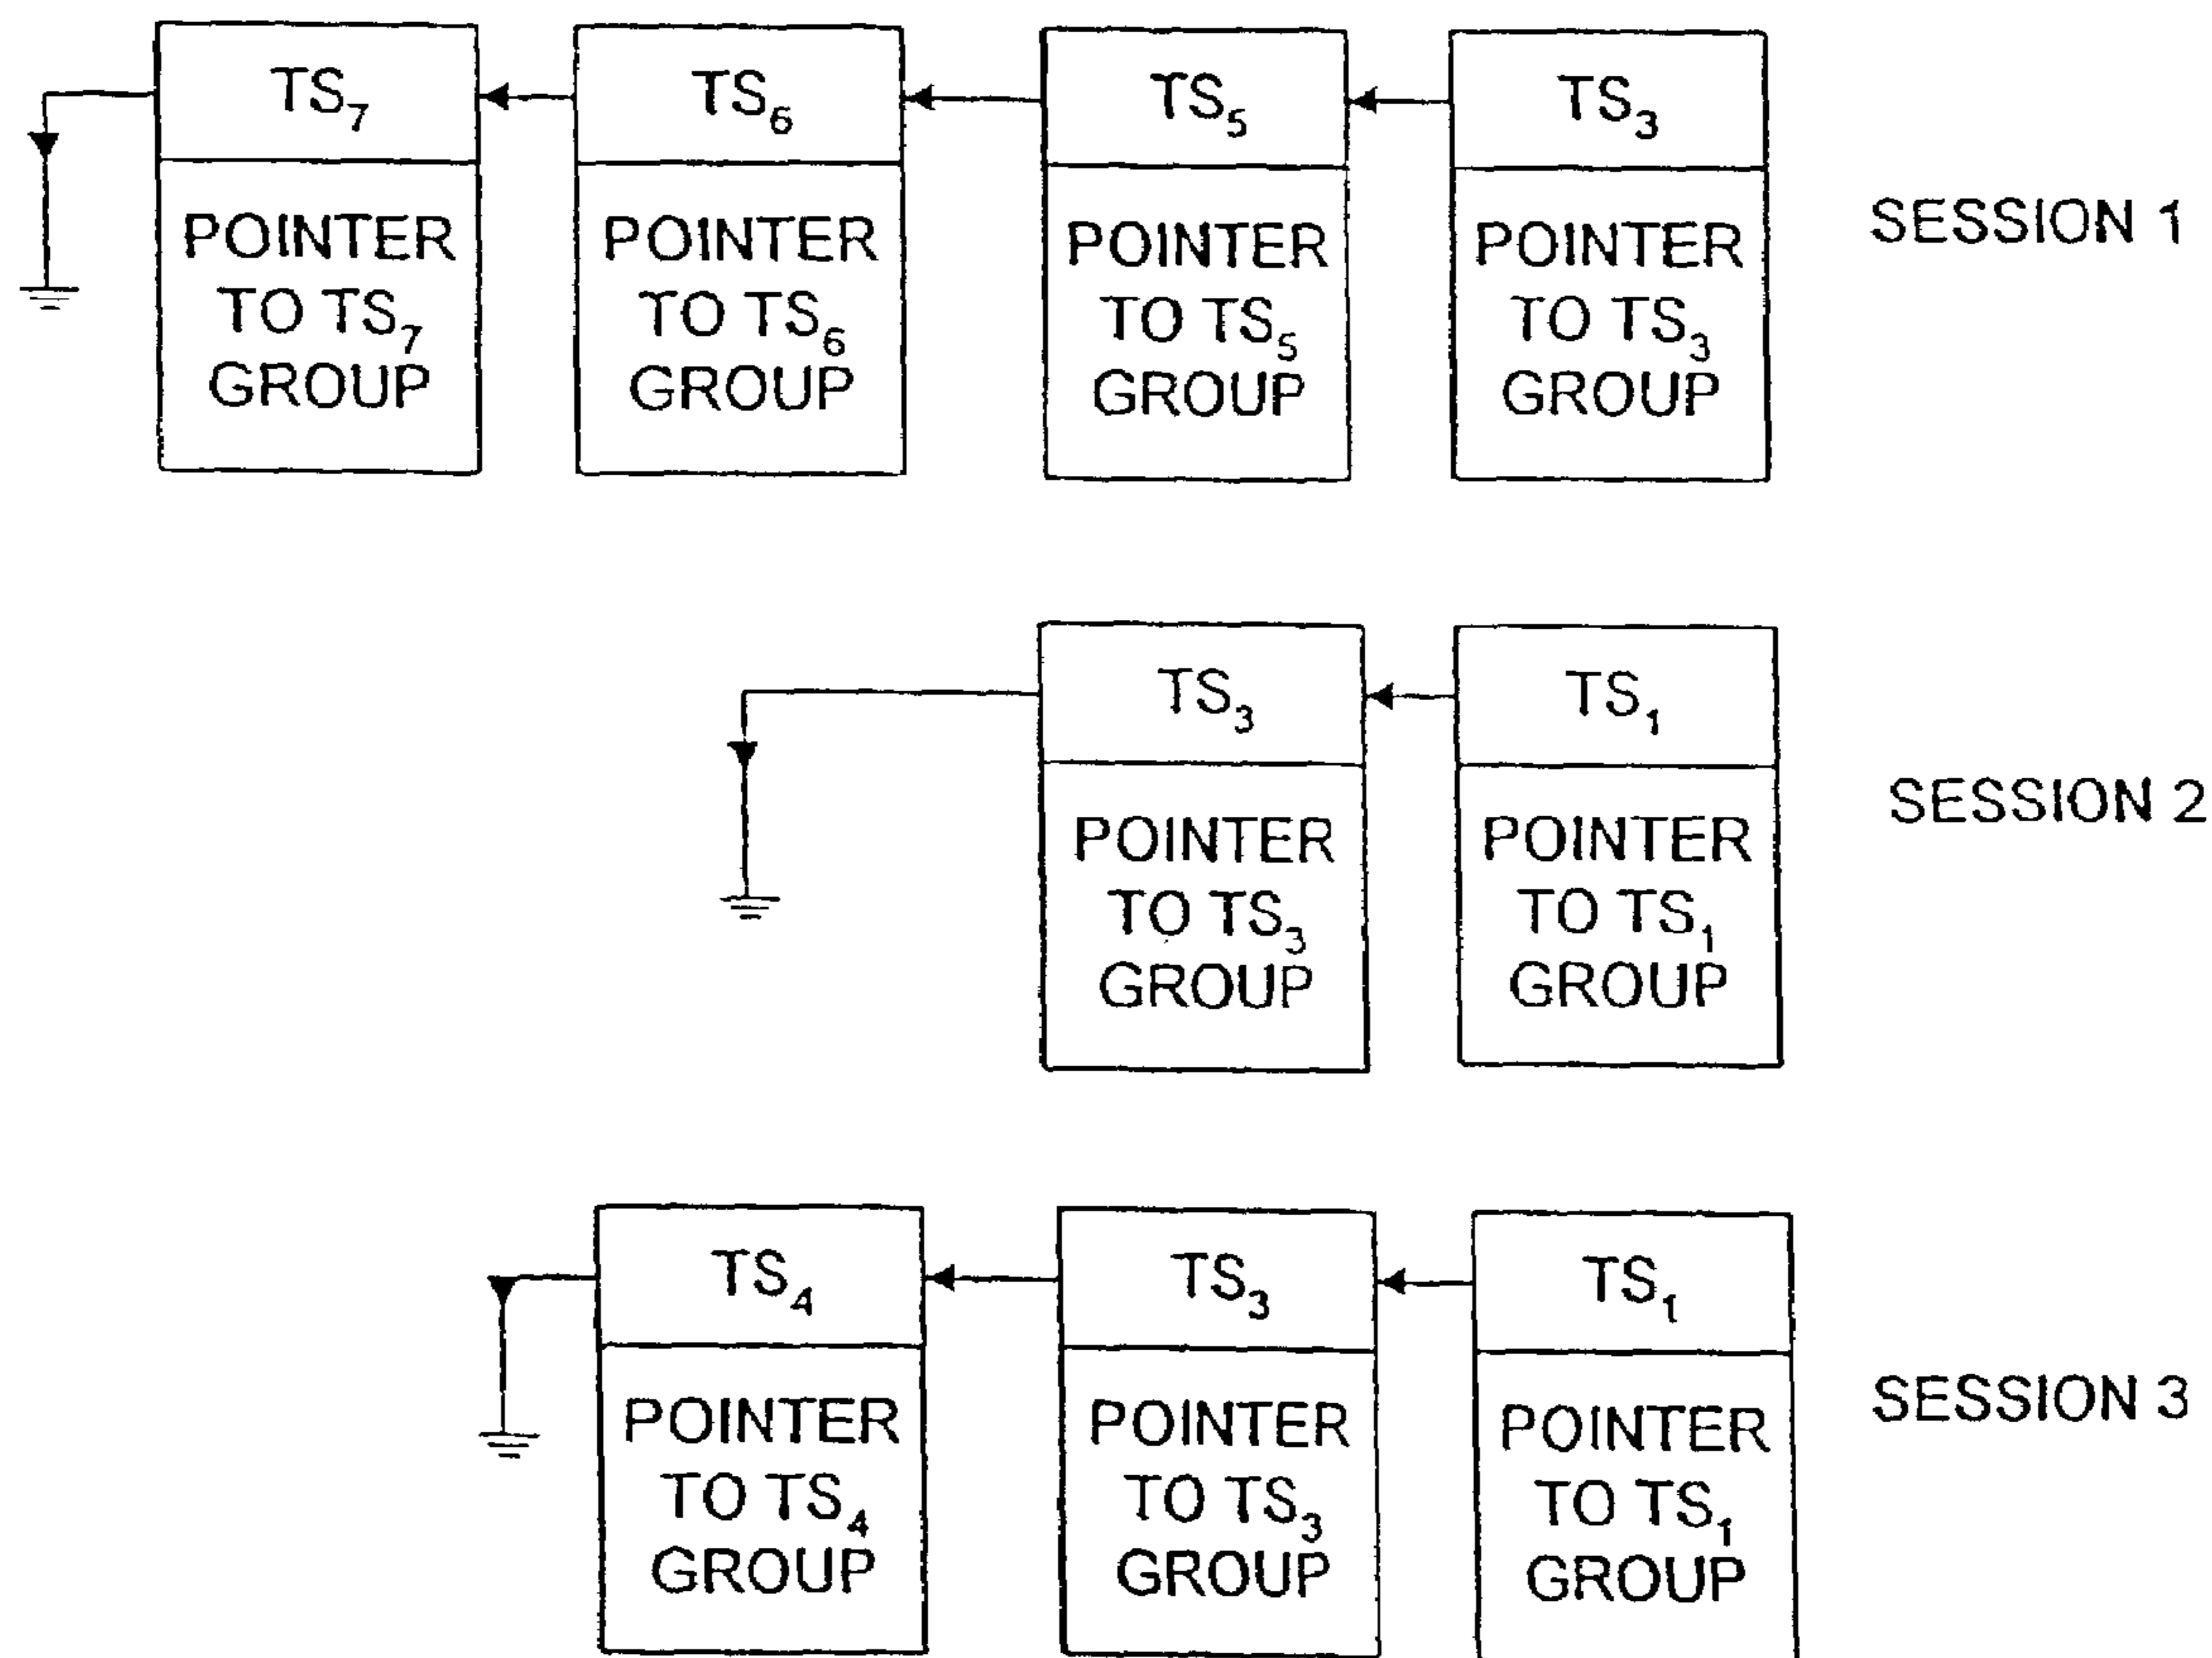 TS₇ TS₆ TS₅ TS₃
POINTER POINTER POINTER POINTER SESSION 1
TO TS₇ TO TS₆ TO TS₅ TO TS₃
GROUP GROUP GROUP GROUP
TS₃ TS₁
POINTER POINTER SESSION 2
TO TS₃ TO TS₁
GROUP GROUP
TS₄ TS₃ TS₁
POINTER POINTER POINTER SESSION 3
TO TS₄ TO TS₃ TO TS₁
GROUP GROUP GROUP